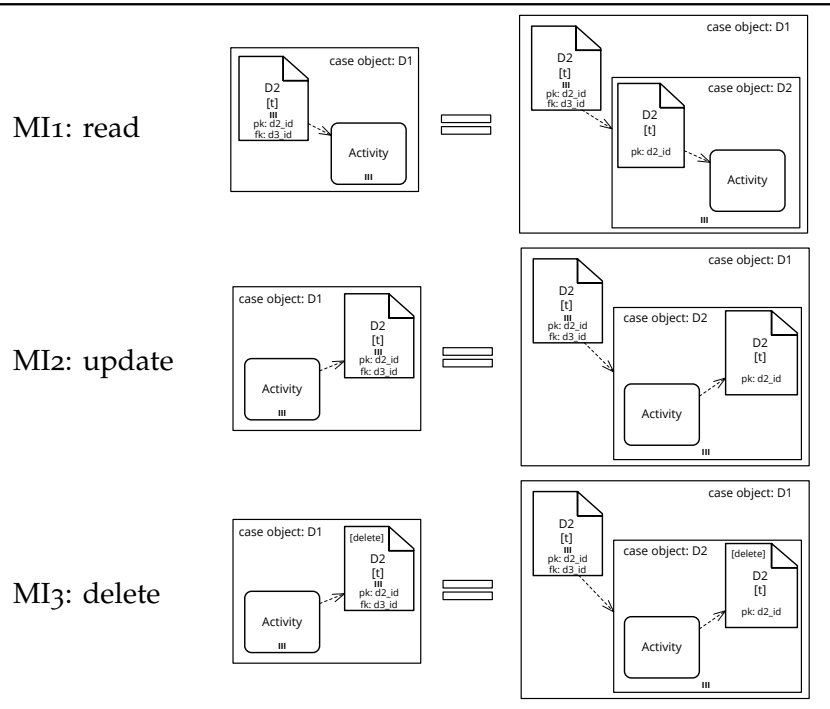 MI1: read
case object: D1
D2
[t]
III
pk: d2_id
fk: d3_id
Activity
III
case object: D1
D2
[t]
III
pk: d2_id
fk: d3_id
case object: D2
D2
[t]
pk: d2_id
Activity
III
MI2: update
case object: D1
D2
[t]
III
pk: d2_id
fk: d3_id
Activity
III
case object: D1
D2
[t]
III
pk: d2_id
fk: d3_id
case object: D2
D2
[t]
pk: d2_id
Activity
III
MI3: delete
case object: D1
[delete]
D2
[t]
III
pk: d2_id
fk: d3_id
Activity
III
case object: D1
D2
[t]
III
pk: d2_id
fk: d3_id
case object: D2
[delete]
D2
[t]
pk: d2_id
Activity
III